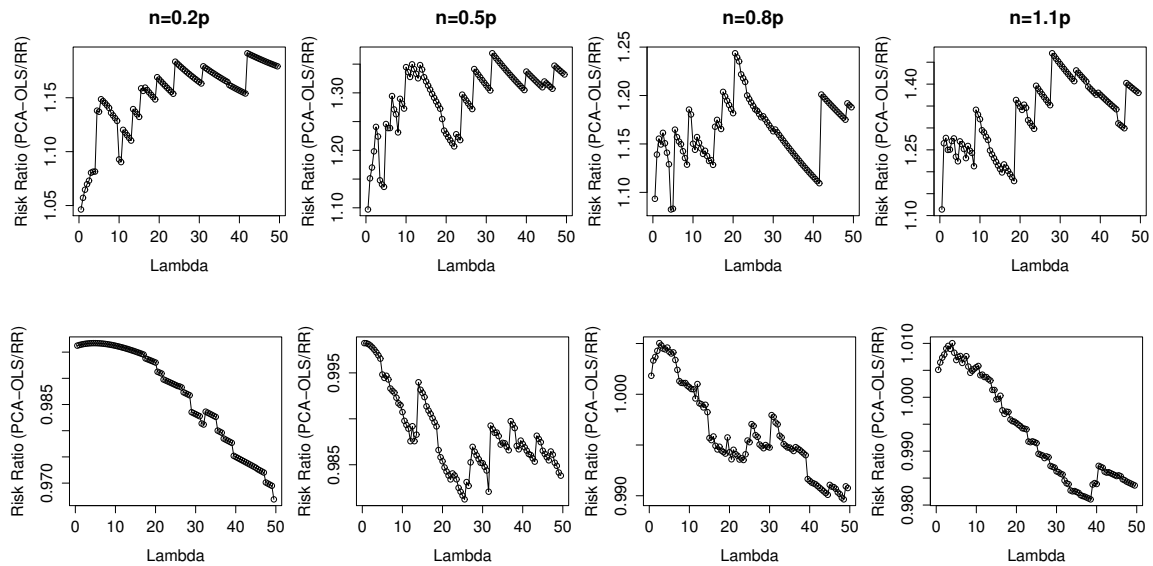 n=0.2p
n=0.5p
n=0.8p
n=1.1p
Risk Ratio (PCA-OLS/RR)
1.05 1.10 1.15
0 10 20 30 40 50
Lambda
Risk Ratio (PCA-OLS/RR)
1.10 1.20 1.30
0 10 20 30 40 50
Lambda
Risk Ratio (PCA-OLS/RR)
1.10 1.15 1.20 1.25
0 10 20 30 40 50
Lambda
Risk Ratio (PCA-OLS/RR)
1.10 1.25 1.40
0 10 20 30 40 50
Lambda
Risk Ratio (PCA-OLS/RR)
0.970 0.985
0 10 20 30 40 50
Lambda
Risk Ratio (PCA-OLS/RR)
0.985 0.995
0 10 20 30 40 50
Lambda
Risk Ratio (PCA-OLS/RR)
0.990 1.000
0 10 20 30 40 50
Lambda
Risk Ratio (PCA-OLS/RR)
0.980 0.990 1.000 1.010
0 10 20 30 40 50
Lambda